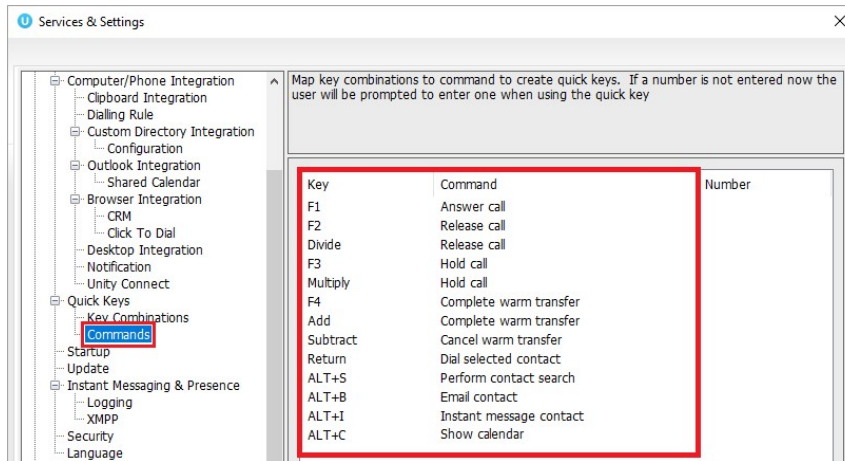 Services & Settings
Computer/Phone Integration
Clipboard Integration
Dialling Rule
Custom Directory Integration
Configuration
Outlook Integration
Shared Calendar
Browser Integration
CRM
Click To Dial
Desktop Integration
Notification
Unity Connect
Quick Keys
Key Combinations
Commands
Startup
Update
Instant Messaging & Presence
Logging
XMPP
Security
Language
Map key combinations to command to create quick keys. If a number is not entered now the
user will be prompted to enter one when using the quick key
Key Command Number
F1 Answer call
F2 Release call
Divide Release call
F3 Hold call
Multiply Hold call
F4 Complete warm transfer
Add Complete warm transfer
Subtract Cancel warm transfer
Return Dial selected contact
ALT+S Perform contact search
ALT+B Email contact
ALT+I Instant message contact
ALT+C Show calendar